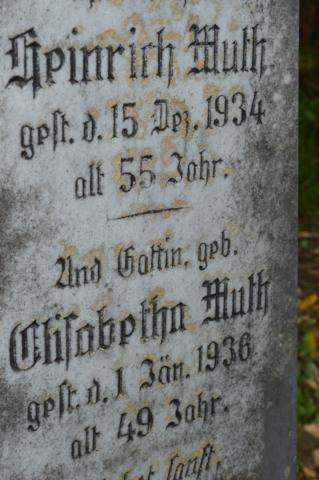 Heinrich Muth
gest. d. 15 Dez. 1934
alt 55 Jahr.
Und Gattin, geb.
Elisabetha Muth
gest. d. 1 Jän. 1936
alt 49 Jahr.
sanft.